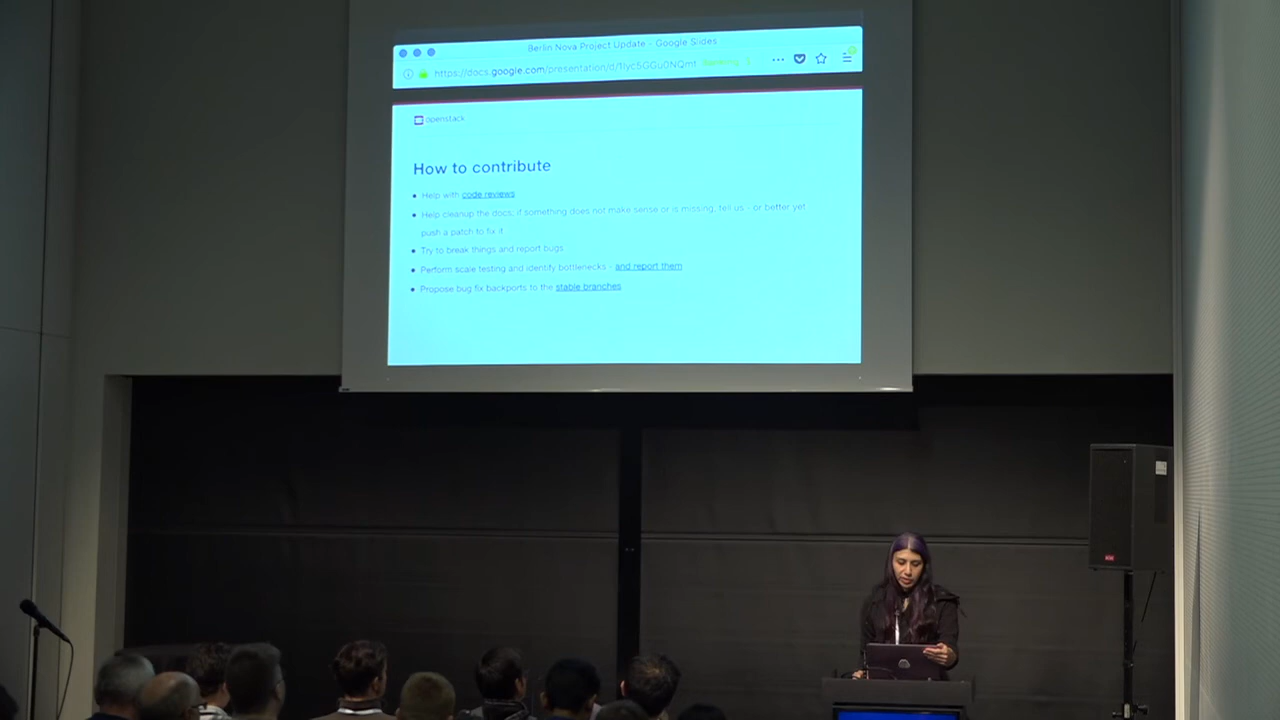 Berlin Nova Project Update - Google Slides
https://docs.google.com/presentation/d/1Iyc5GGu0NQmt
openstack
How to contribute
Help with code reviews
Help cleanup the docs; if something does not make sense or is missing, tell us - or better yet
push a patch to fix it
Try to break things and report bugs
Perform scale testing and identify bottlenecks - and report them
Propose bug fix backports to the stable branches